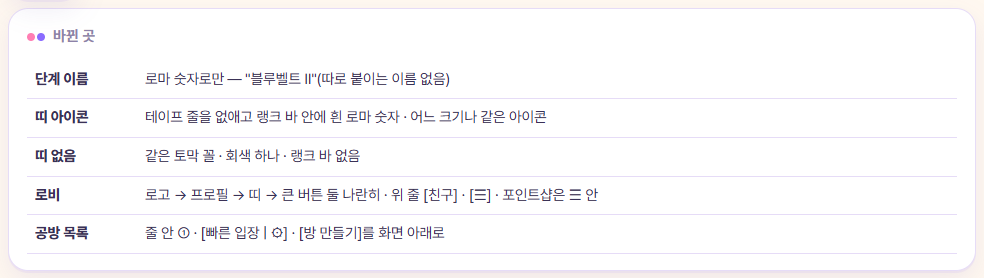 바뀐 곳
단계 이름 로마 숫자로만 — "블루벨트 II"(따로 붙이는 이름 없음)
띠 아이콘 테이프 줄을 없애고 랭크 바 안에 흰 로마 숫자 · 어느 크기나 같은 아이콘
띠 없음 같은 토막 꼴 · 회색 하나 · 랭크 바 없음
로비 로고 → 프로필 → 띠 → 큰 버튼 둘 나란히 · 위 줄 [친구] · [☰] · 포인트샵은 ☰ 안
공방 목록 줄 안 ① · [빠른 입장 | ⚙] · [방 만들기]를 화면 아래로